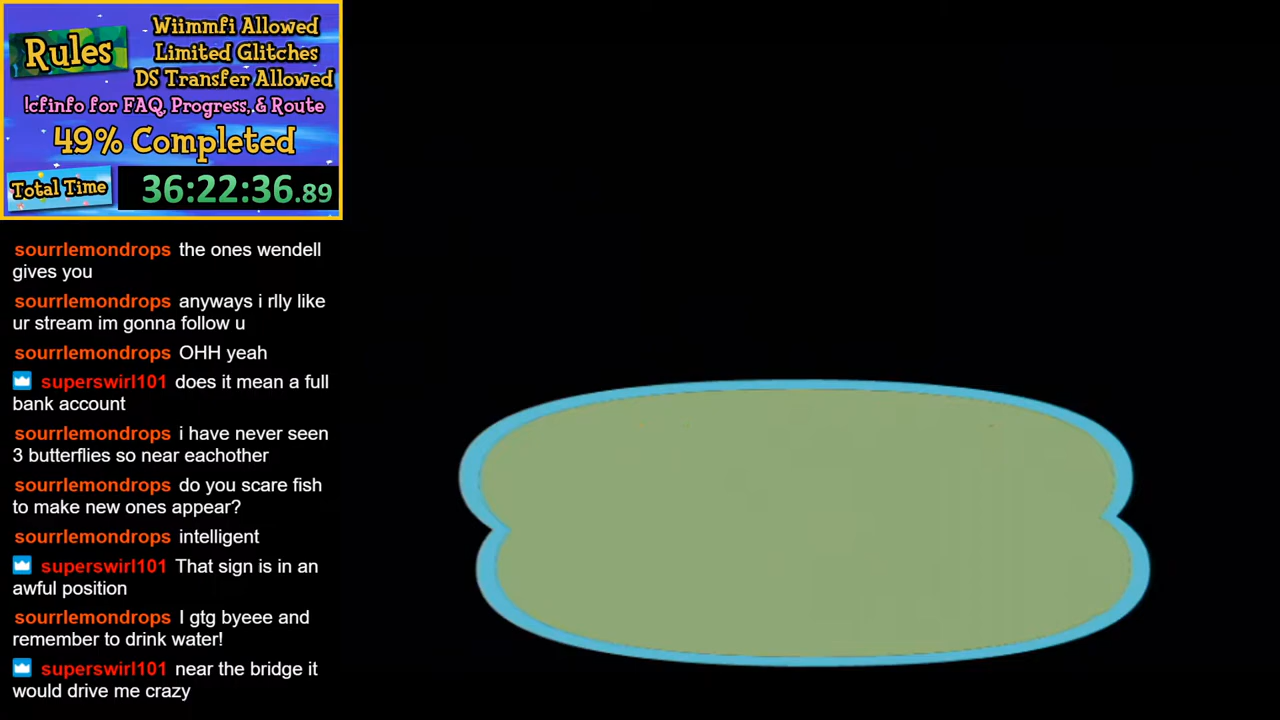 Rules
Wiimmfi Allowed
Limited Glitches
DS Transfer Allowed
!cfinfo for FAQ, Progress, & Route
49% Completed
Total Time
36:22:36.89
sourrlemondrops the ones wendell
gives you
sourrlemondrops anyways i rlly like
ur stream im gonna follow u
sourrlemondrops OHH yeah
superswirl101 does it mean a full
bank account
sourrlemondrops i have never seen
3 butterflies so near eachother
sourrlemondrops do you scare fish
to make new ones appear?
sourrlemondrops intelligent
superswirl101 That sign is in an
awful position
sourrlemondrops I gtg byeee and
remember to drink water!
superswirl101 near the bridge it
would drive me crazy